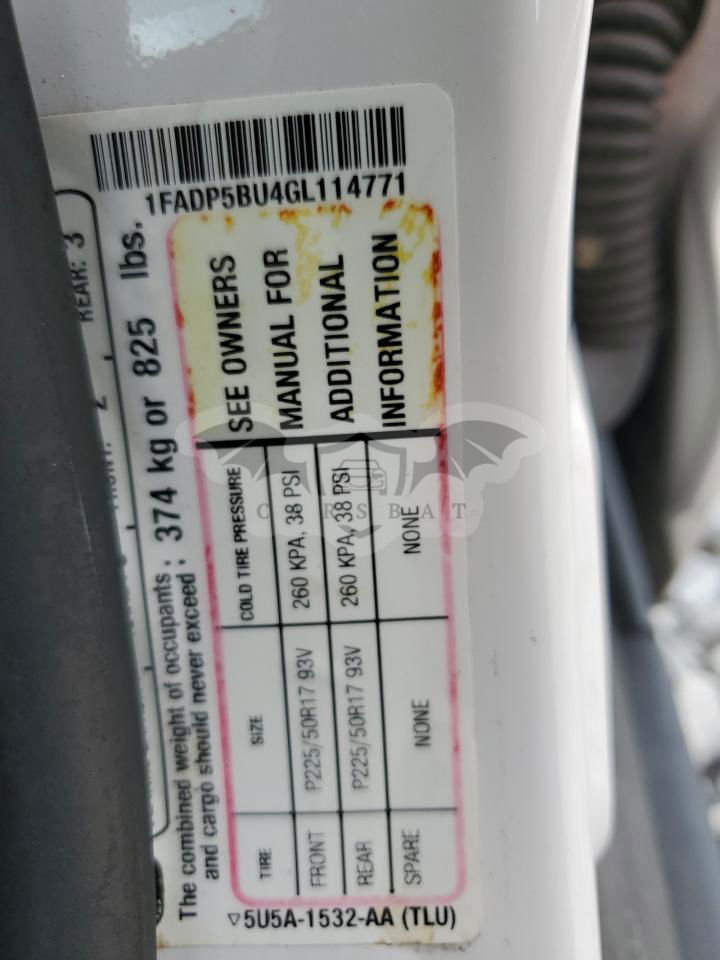 REAR: 3
The combined weight of occupants
and cargo should never exceed : 374 kg or 825 lbs.
1FADP5BU4GL114771
TIRE SIZE COLD TIRE PRESSURE
FRONT P225/50R17 93V 260 KPA, 38 PSI
REAR P225/50R17 93V 260 KPA, 38 PSI
SPARE NONE NONE
SEE OWNERS
MANUAL FOR
ADDITIONAL
INFORMATION
5U5A-1532-AA (TLU)
CARSBAT